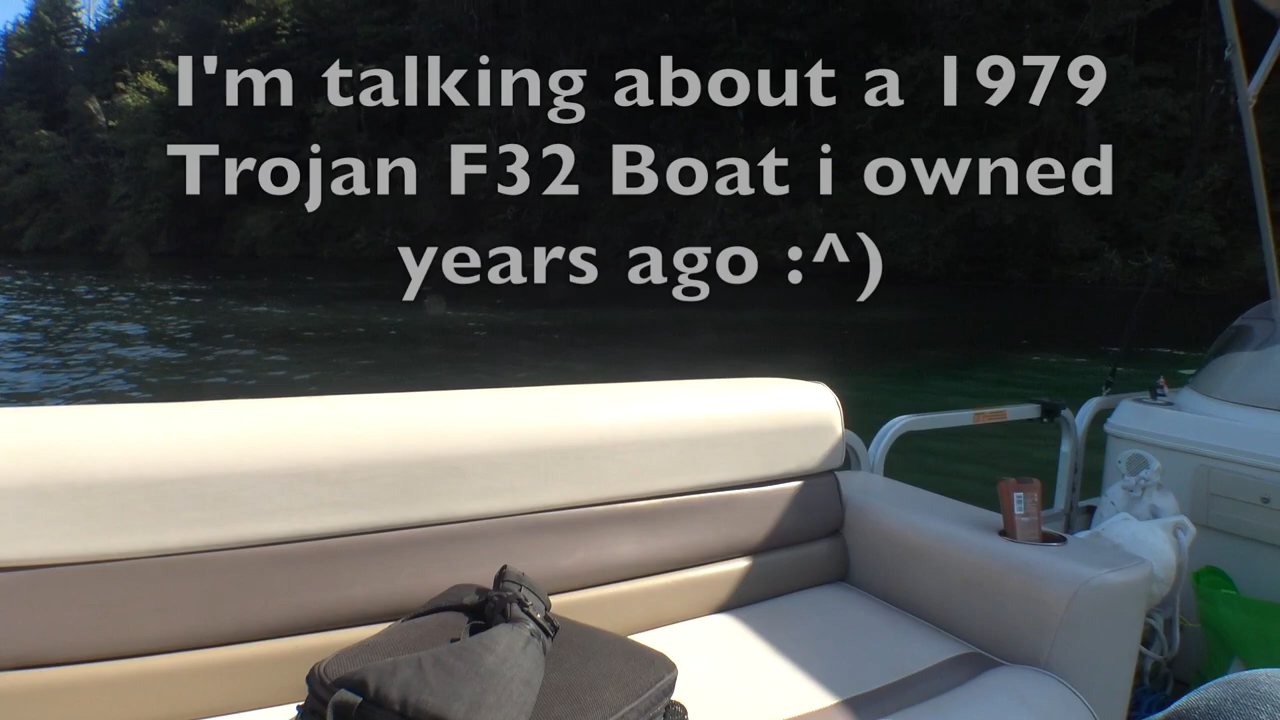 I'm talking about a 1979
Trojan F32 Boat i owned
years ago :^)